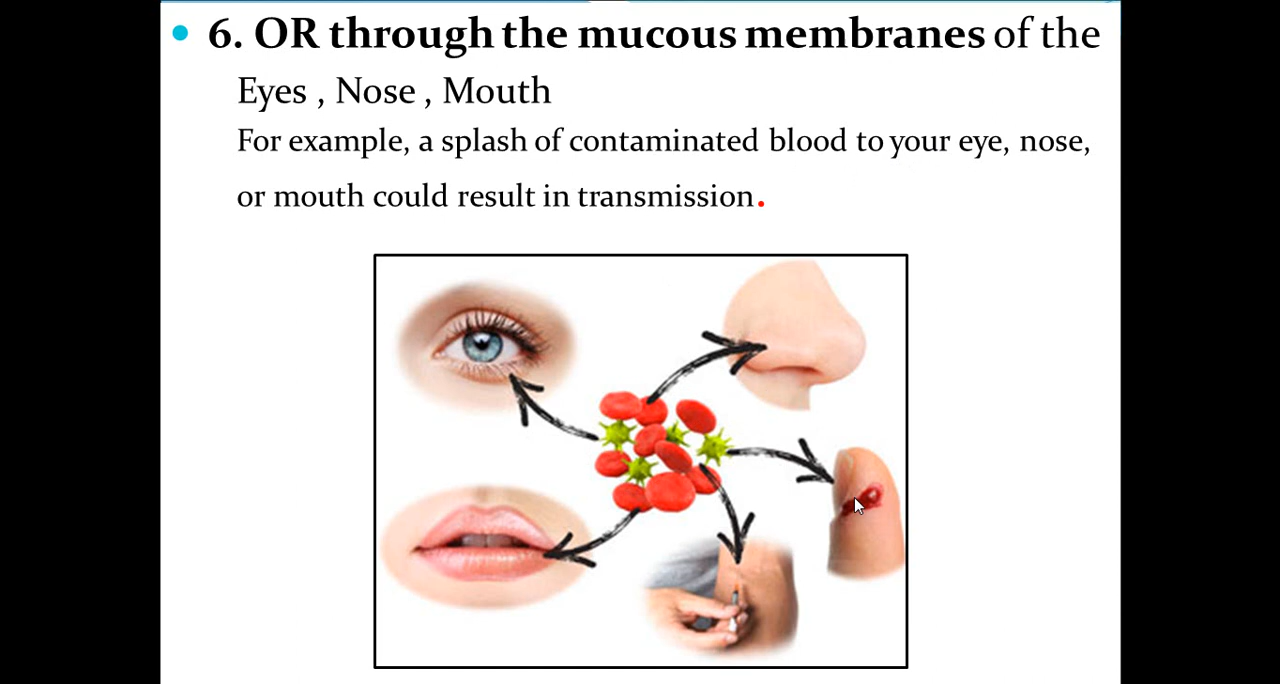 • 6. OR through the mucous membranes of the
Eyes , Nose , Mouth
For example, a splash of contaminated blood to your eye, nose,
or mouth could result in transmission.